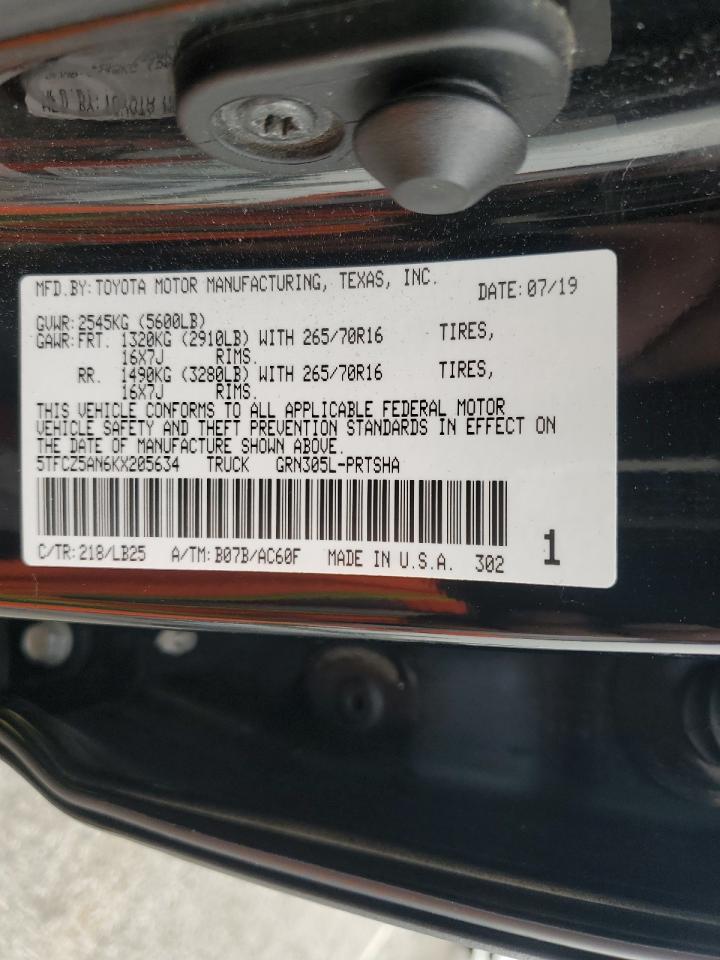 MFD.BY: TOYOTA MOTOR MANUFACTURING, TEXAS, INC. DATE: 07/19
GVWR: 2545KG (5600LB)
GAWR: FRT. 1320KG (2910LB) WITH 265/70R16 TIRES,
16X7J RIMS.
RR. 1490KG (3280LB) WITH 265/70R16 TIRES,
16X7J RIMS.
THIS VEHICLE CONFORMS TO ALL APPLICABLE FEDERAL MOTOR
VEHICLE SAFETY AND THEFT PREVENTION STANDARDS IN EFFECT ON
THE DATE OF MANUFACTURE SHOWN ABOVE.
5TFCZ5AN6KX205634 TRUCK GRN305L-PRTSHA
C/TR: 218/LB25 A/TM: B07B/AC60F MADE IN U.S.A. 302 1